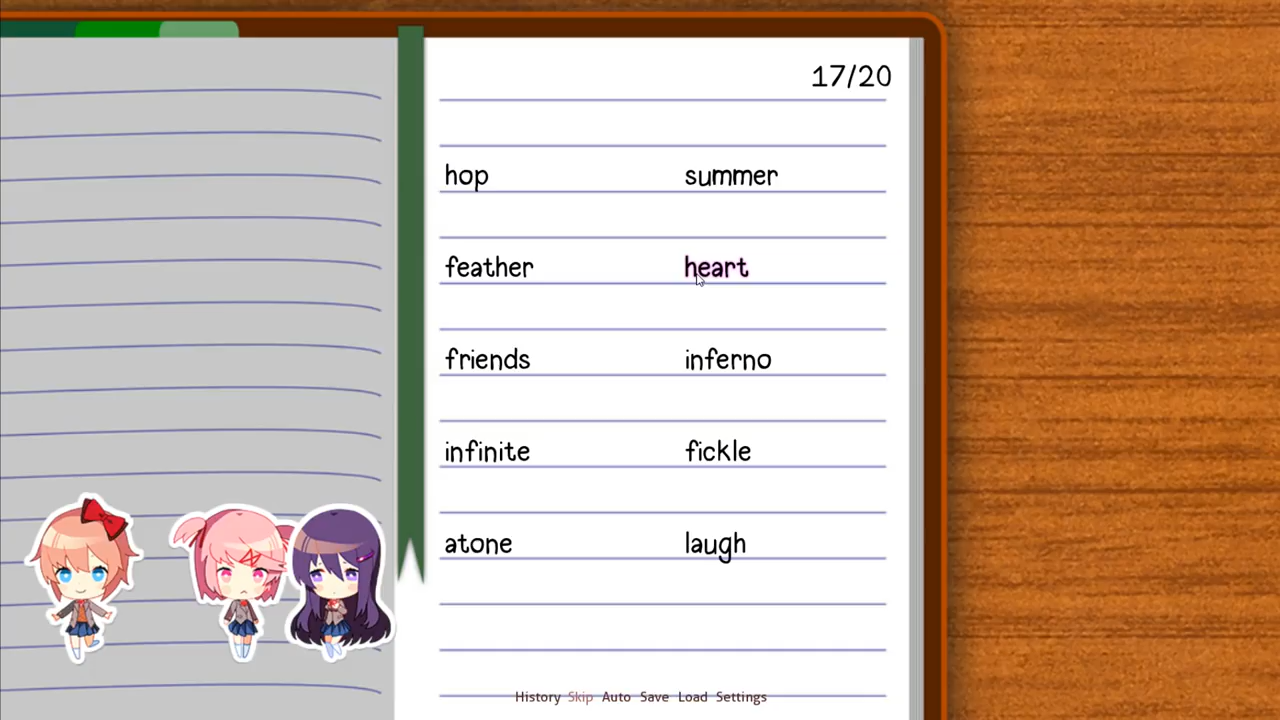 17/20
hop summer
feather heart
friends inferno
infinite fickle
atone laugh
History Skip Auto Save Load Settings